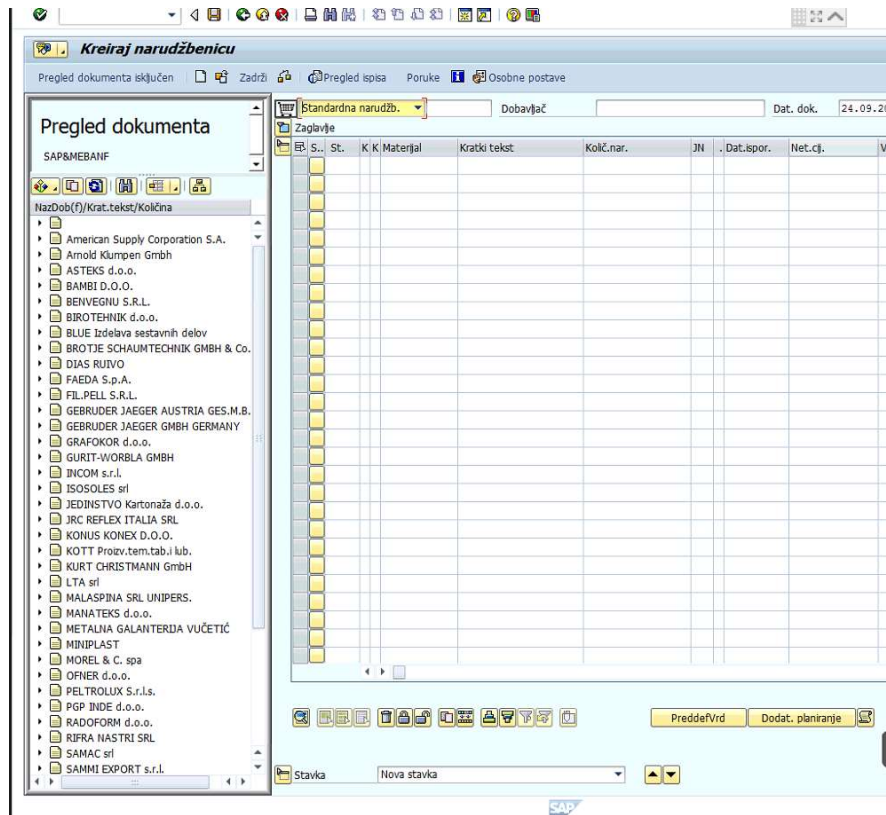 Kreiraj narudžbenicu
Pregled dokumenta isključen Zadrži Pregled ispisa Poruke Osobne postave
Pregled dokumenta
SAP&MEBANF
NazDob(f)/Krat.tekst/Količina
American Supply Corporation S.A.
Arnold Klumpen Gmbh
ASTEKS d.o.o.
BAMBI D.O.O.
BENVEGNU S.R.L.
BIROTEHNIK d.o.o.
BLUE Izdelava sestavnih delov
BROTJE SCHAUMTECHNIK GMBH & Co.
DIAS RUIVO
FAEDA S.p.A.
FIL.PELL S.R.L.
GEBRUDER JAEGER AUSTRIA GES.M.B.
GEBRUDER JAEGER GMBH GERMANY
GRAFOKOR d.o.o.
GURIT-WORBLA GMBH
INCOM s.r.l.
ISOSOLES srl
JEDINSTVO Kartonaža d.o.o.
JRC REFLEX ITALIA SRL
KONUS KONEX D.O.O.
KOTT Proizv.tem.tab.i lub.
KURT CHRISTMANN GmbH
LTA srl
MALASPINA SRL UNIPERS.
MANATEKS d.o.o.
METALNA GALANTERIJA VUČETIĆ
MINIPLAST
MOREL & C. spa
OFNER d.o.o.
PELTROLUX S.r.l.s.
PGP INDE d.o.o.
RADOFORM d.o.o.
RIFRA NASTRI SRL
SAMAC srl
SAMMI EXPORT s.r.l.
Standardna narudžb. Dobavljač Dat. dok. 24.09.20
Zaglavlje
S.. St. K K Materijal Kratki tekst Količ.nar. JN . Dat.ispor. Net.cij. V
PreddefVrd Dodat. planiranje
Stavka Nova stavka
SAP